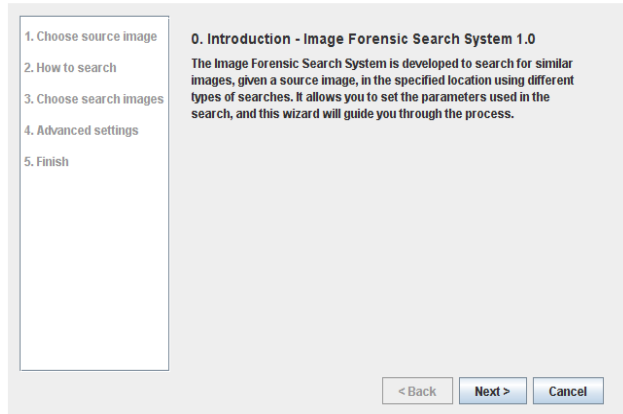 1. Choose source image
2. How to search
3. Choose search images
4. Advanced settings
5. Finish
0. Introduction - Image Forensic Search System 1.0
The Image Forensic Search System is developed to search for similar
images, given a source image, in the specified location using different
types of searches. It allows you to set the parameters used in the
search, and this wizard will guide you through the process.
< Back
Next >
Cancel